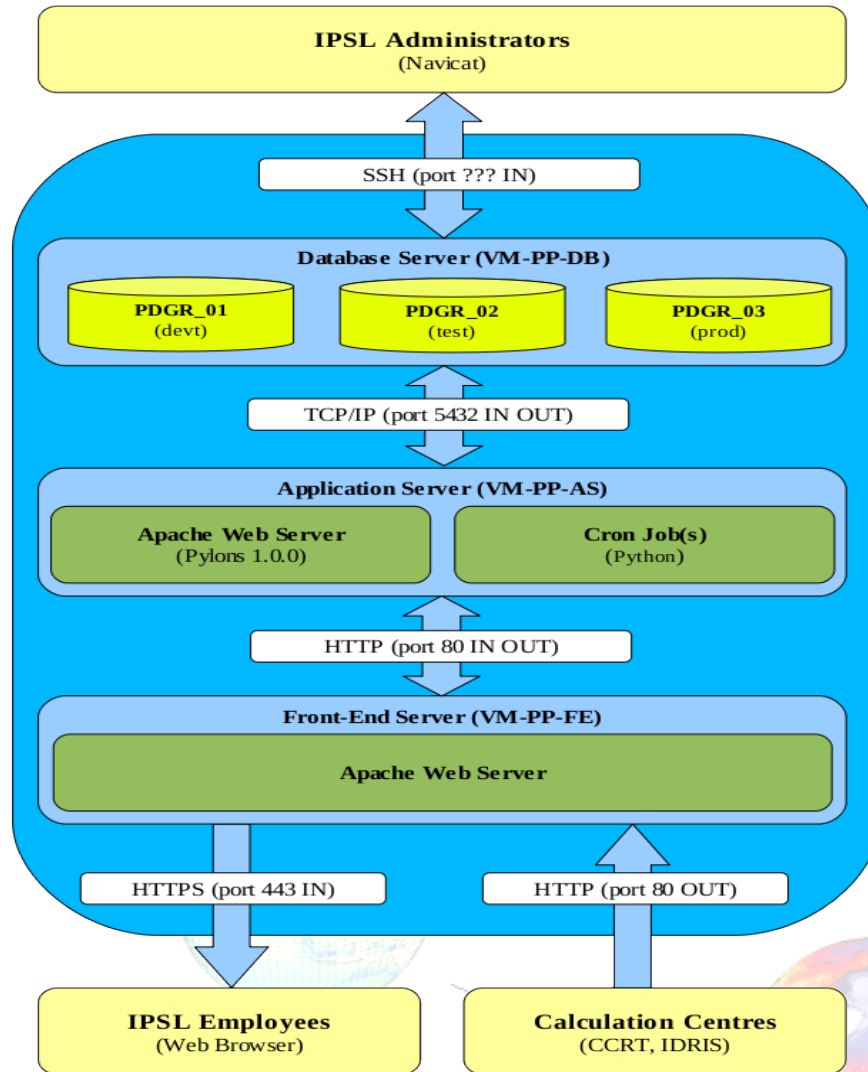 IPSL Administrators
(Navicat)
SSH (port ??? IN)
Database Server (VM-PP-DB)
PDGR_01
(devt)
PDGR_02
(test)
PDGR_03
(prod)
TCP/IP (port 5432 IN OUT)
Application Server (VM-PP-AS)
Apache Web Server
(Pylons 1.0.0)
Cron Job(s)
(Python)
HTTP (port 80 IN OUT)
Front-End Server (VM-PP-FE)
Apache Web Server
HTTPS (port 443 IN)
HTTP (port 80 OUT)
IPSL Employees
(Web Browser)
Calculation Centres
(CCRT, IDRIS)